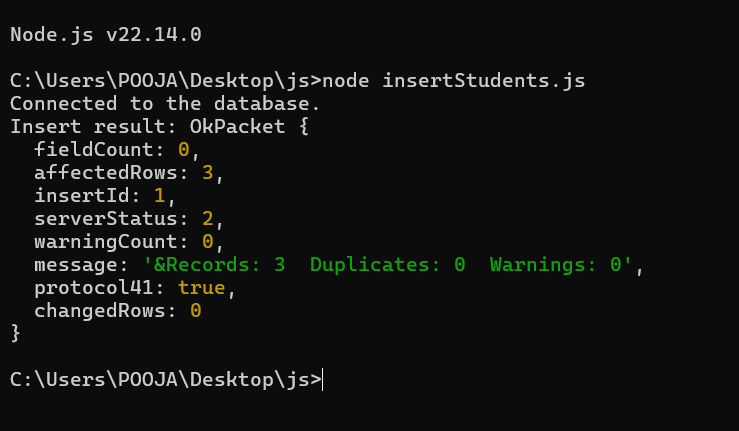 Node.js v22.14.0
C:\Users\POOJA\Desktop\js>node insertStudents.js
Connected to the database.
Insert result: OkPacket {
  fieldCount: 0,
  affectedRows: 3,
  insertId: 1,
  serverStatus: 2,
  warningCount: 0,
  message: '&Records: 3  Duplicates: 0  Warnings: 0',
  protocol41: true,
  changedRows: 0
}
C:\Users\POOJA\Desktop\js>